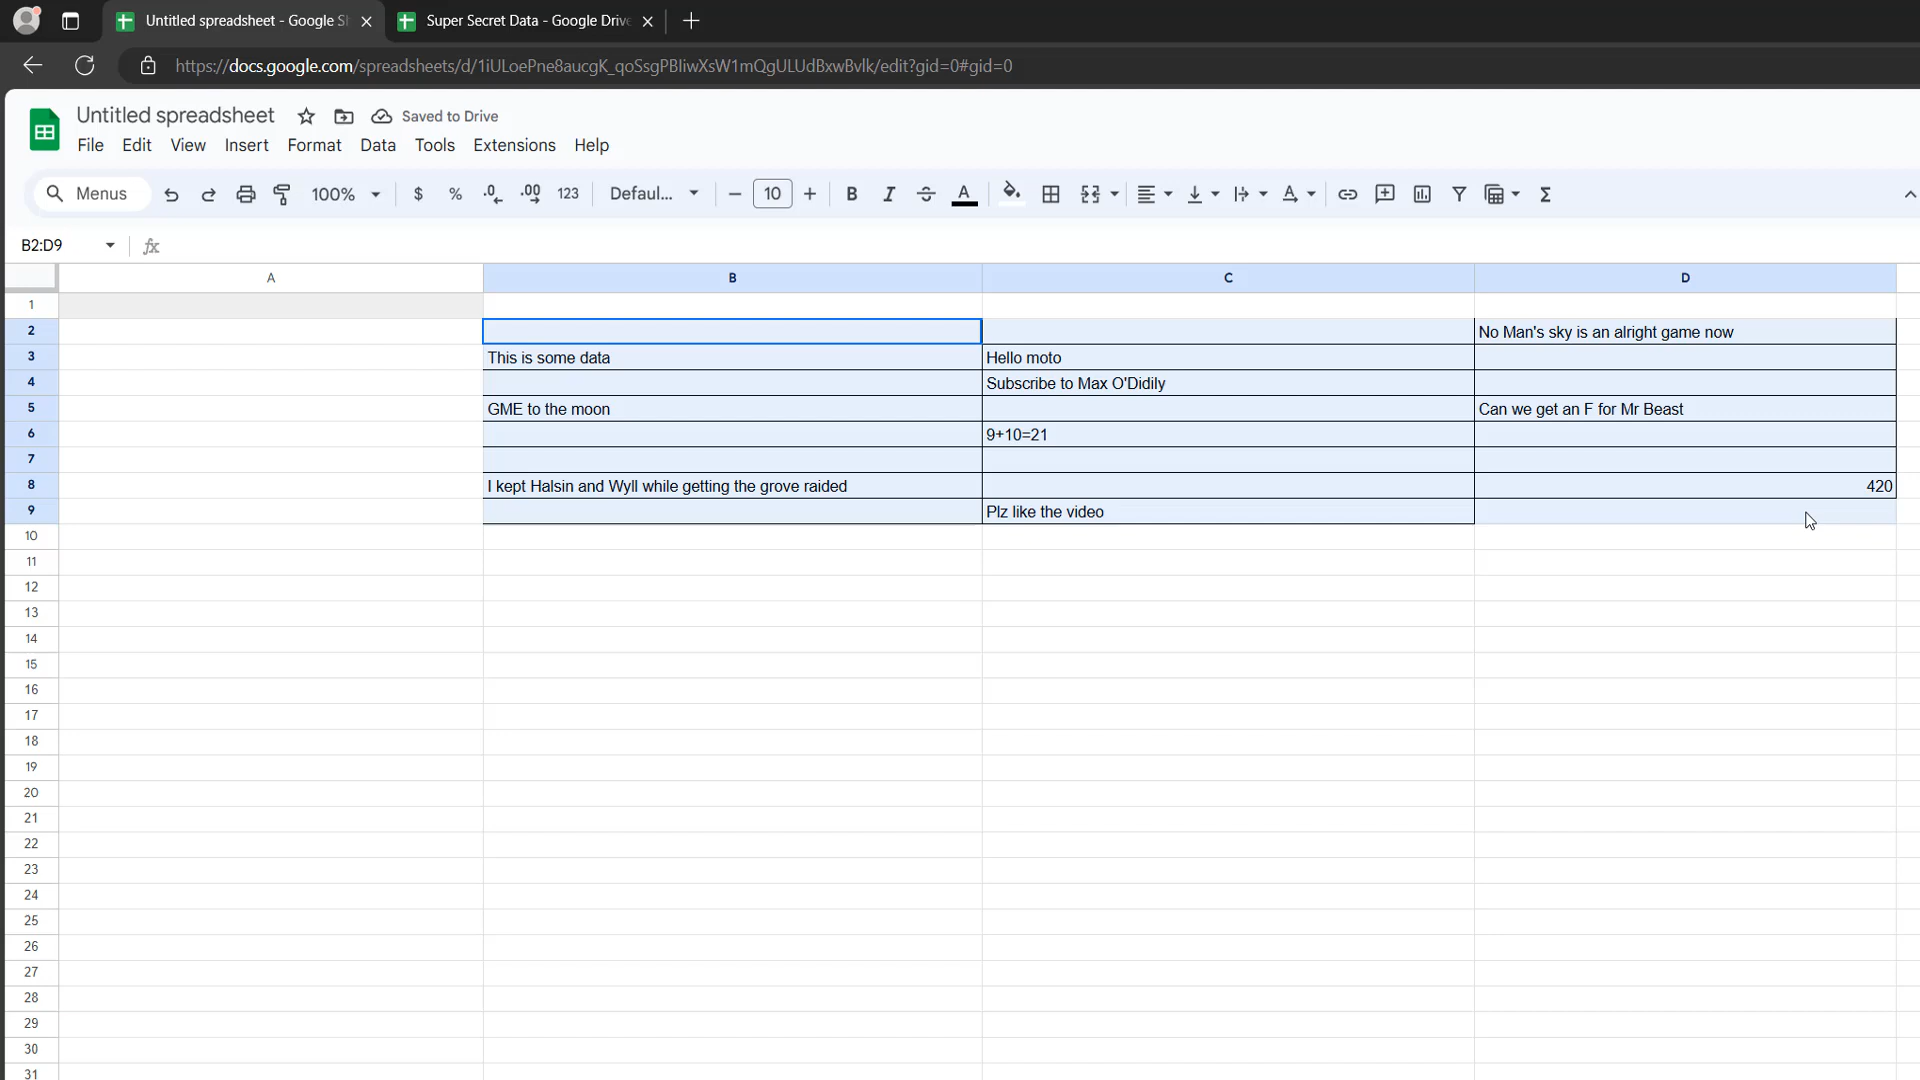 Untitled spreadsheet - Google S
Super Secret Data - Google Drive
https://docs.google.com/spreadsheets/d/1iULoePne8aucgK_qoSsgPBIiwXsW1mQgULUdBxwBvlk/edit?gid=0#gid=0
Untitled spreadsheet Saved to Drive
File Edit View Insert Format Data Tools Extensions Help
Menus 100% $ % .0 .00 123 Defaul... 10 B I S A Σ
B2:D9 fx
A B C D
1
2 No Man's sky is an alright game now
3 This is some data Hello moto
4 Subscribe to Max O'Didily
5 GME to the moon Can we get an F for Mr Beast
6 9+10=21
7
8 I kept Halsin and Wyll while getting the grove raided 420
9 Plz like the video
10
11
12
13
14
15
16
17
18
19
20
21
22
23
24
25
26
27
28
29
30
31